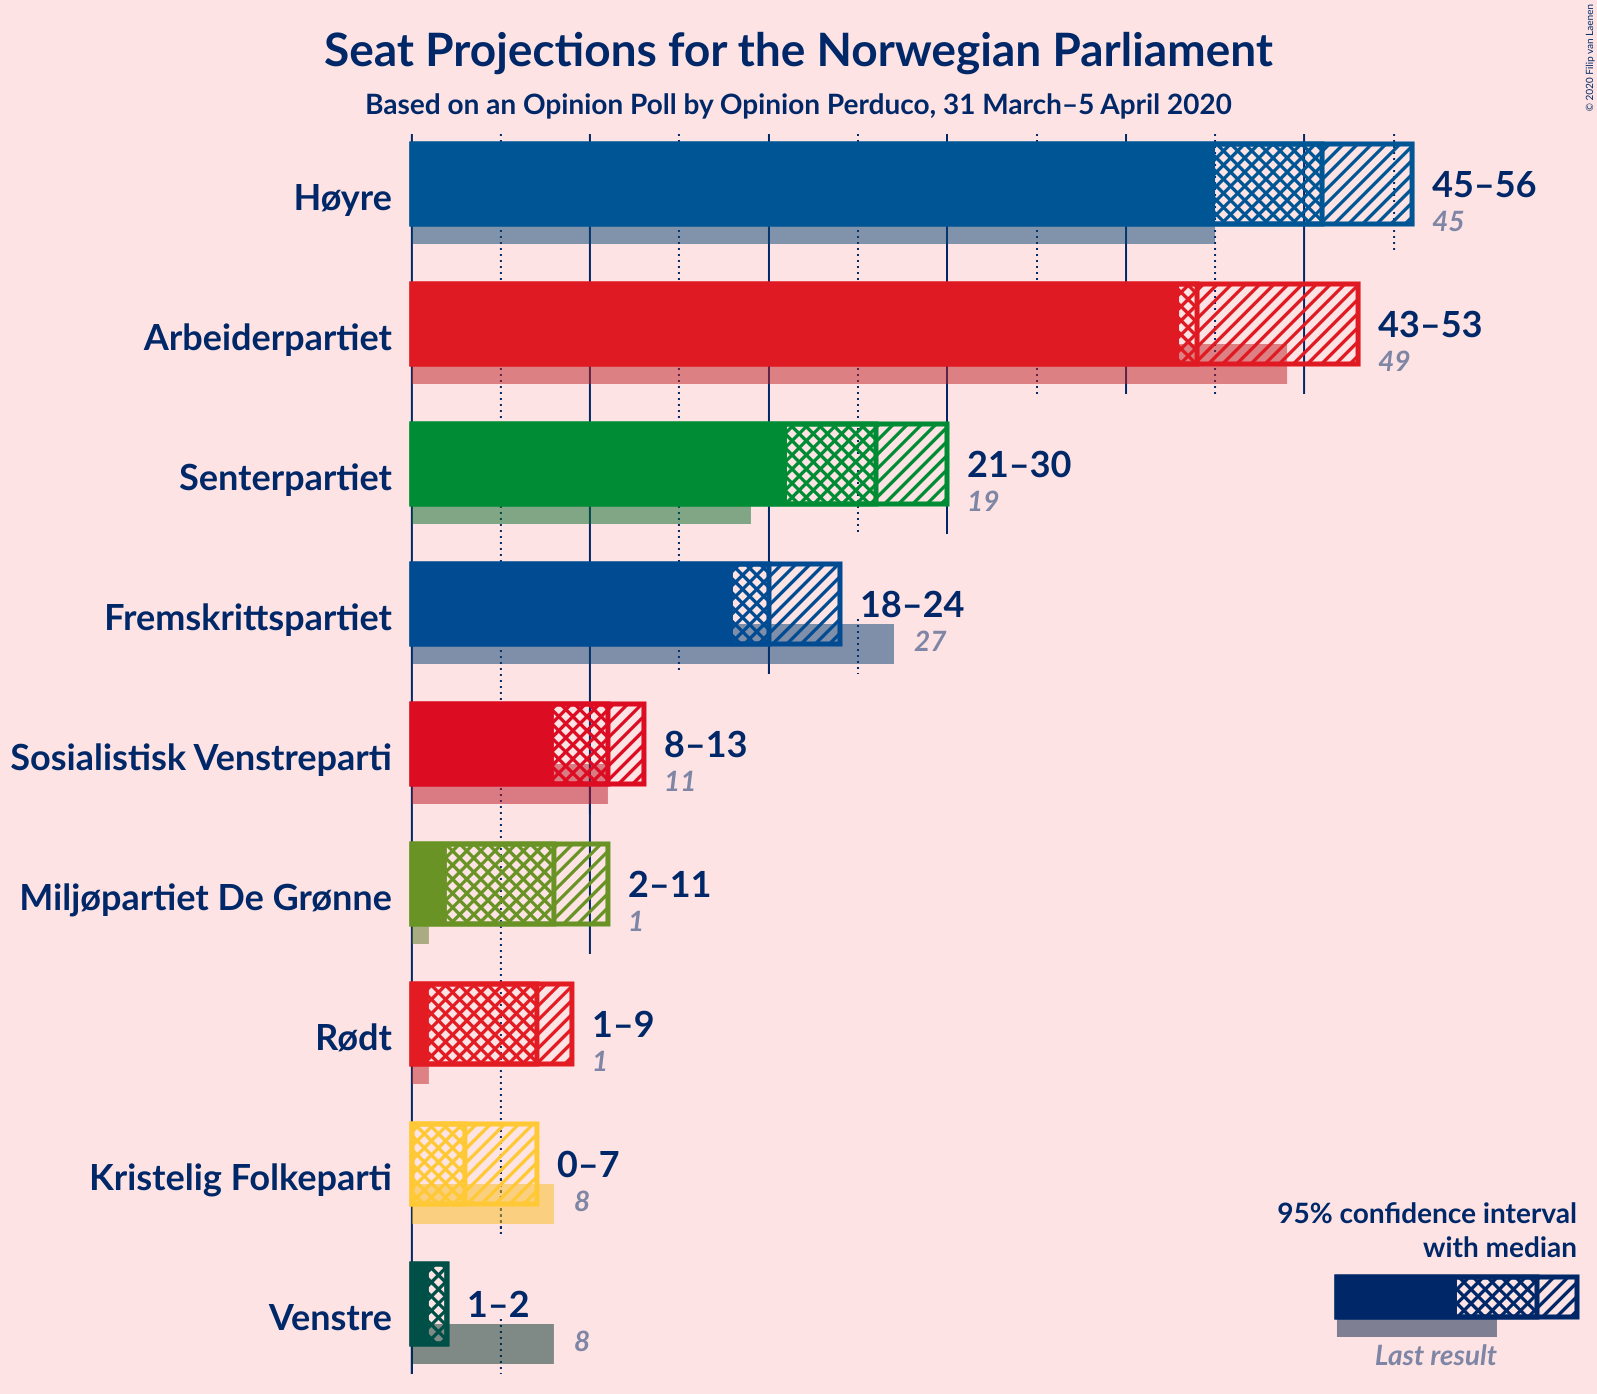 Seat Projections for the Norwegian Parliament
Based on an Opinion Poll by Opinion Perduco, 31 March–5 April 2020
© 2020 Filip van Laenen
Høyre
45–56
45
Arbeiderpartiet
43–53
49
Senterpartiet
21–30
19
Fremskrittspartiet
18–24
27
Sosialistisk Venstreparti
8–13
11
Miljøpartiet De Grønne
2–11
1
Rødt
1–9
1
Kristelig Folkeparti
0–7
8
Venstre
1–2
8
95% confidence interval
with median
Last result